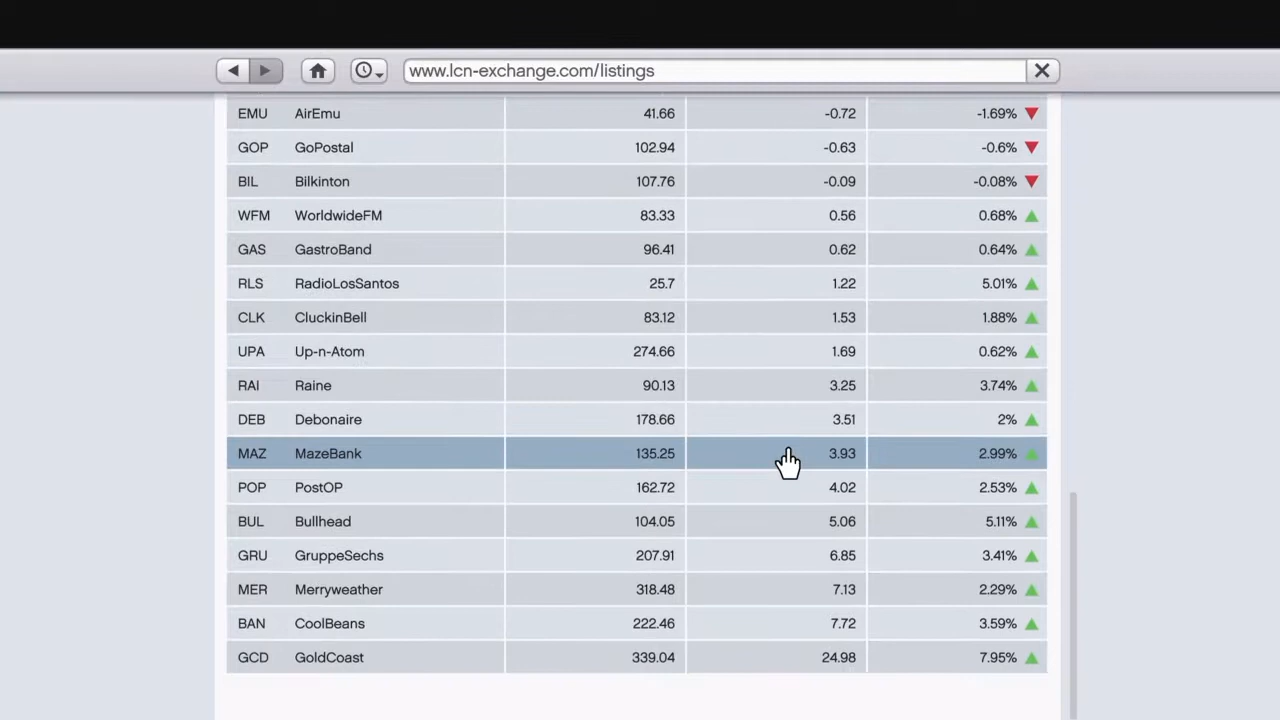 www.lcn-exchange.com/listings
EMU AirEmu 41.66 -0.72 -1.69%
GOP GoPostal 102.94 -0.63 -0.6%
BIL Bilkinton 107.76 -0.09 -0.08%
WFM WorldwideFM 83.33 0.56 0.68%
GAS GastroBand 96.41 0.62 0.64%
RLS RadioLosSantos 25.7 1.22 5.01%
CLK CluckinBell 83.12 1.53 1.88%
UPA Up-n-Atom 274.66 1.69 0.62%
RAI Raine 90.13 3.25 3.74%
DEB Debonaire 178.66 3.51 2%
MAZ MazeBank 135.25 3.93 2.99%
POP PostOP 162.72 4.02 2.53%
BUL Bullhead 104.05 5.06 5.11%
GRU GruppeSechs 207.91 6.85 3.41%
MER Merryweather 318.48 7.13 2.29%
BAN CoolBeans 222.46 7.72 3.59%
GCD GoldCoast 339.04 24.98 7.95%